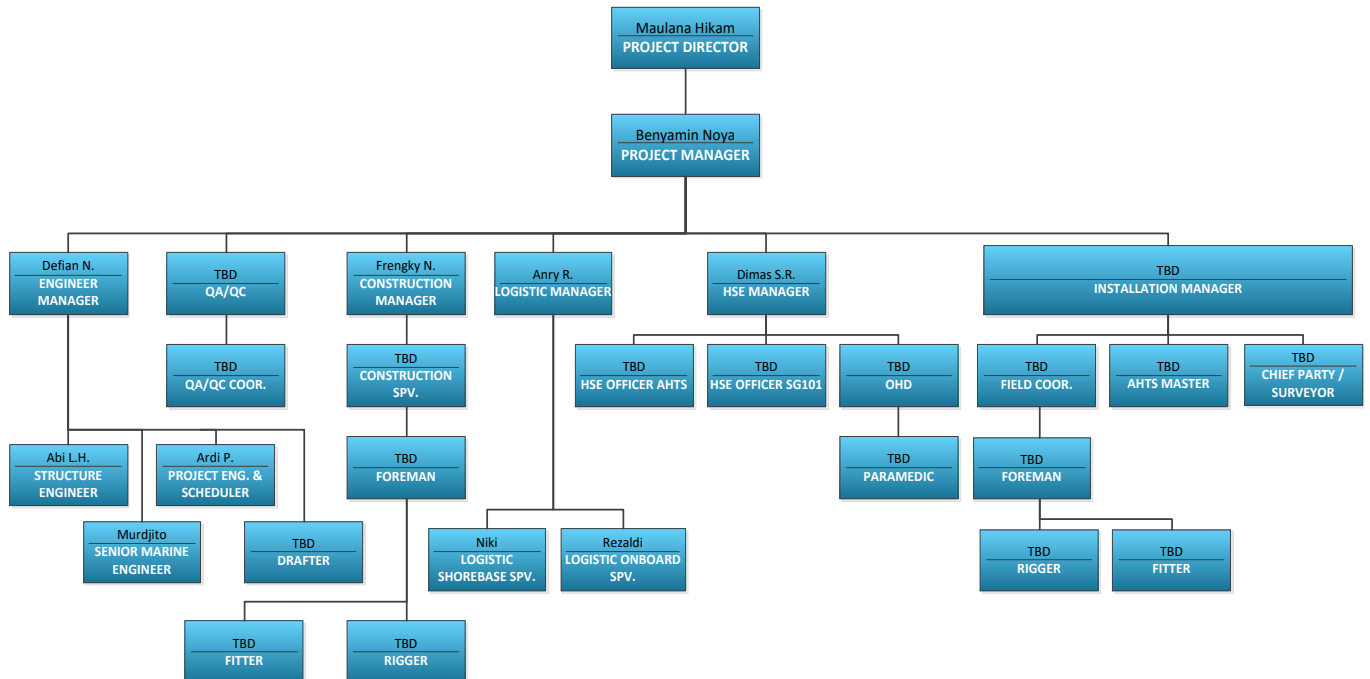 Maulana Hikam
PROJECT DIRECTOR
Benyamin Noya
PROJECT MANAGER
Defian N.
ENGINEER
MANAGER
TBD
QA/QC
Frengky N.
CONSTRUCTION
MANAGER
Anry R.
LOGISTIC MANAGER
Dimas S.R.
HSE MANAGER
TBD
INSTALLATION MANAGER
TBD
QA/QC COOR.
TBD
CONSTRUCTION
SPV.
TBD
HSE OFFICER AHTS
TBD
HSE OFFICER SG101
TBD
OHD
TBD
FIELD COOR.
TBD
AHTS MASTER
TBD
CHIEF PARTY /
SURVEYOR
Abi L.H.
STRUCTURE
ENGINEER
Ardi P.
PROJECT ENG. &
SCHEDULER
TBD
FOREMAN
TBD
PARAMEDIC
TBD
FOREMAN
Murdjito
SENIOR MARINE
ENGINEER
TBD
DRAFTER
Niki
LOGISTIC
SHOREBASE SPV.
Rezaldi
LOGISTIC ONBOARD
SPV.
TBD
RIGGER
TBD
FITTER
TBD
FITTER
TBD
RIGGER